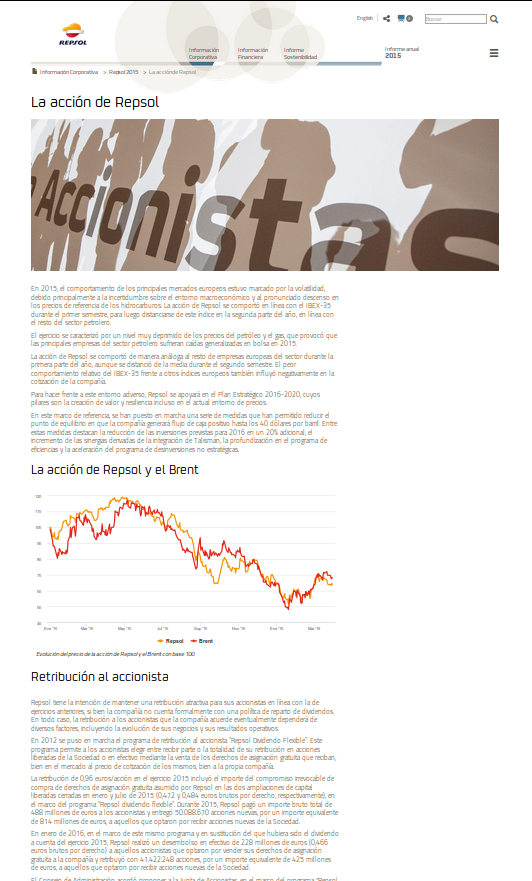 English
Buscar
REPSOL
Información
Corporativa
Información
Financiera
Informe
Sostenibilidad
Informe anual
2015
Información Corporativa > Repsol 2015 > La acción de Repsol
La acción de Repsol
Accionistas
En 2015, el comportamiento de los principales mercados europeos estuvo marcado por la volatilidad,
debido principalmente a la incertidumbre sobre el entorno macroeconómico y al pronunciado descenso en
los precios de referencia de los hidrocarburos. La acción de Repsol se comportó en línea con el IBEX-35
durante el primer semestre, para luego distanciarse de este índice en la segunda parte del año, en línea con
el resto del sector petrolero.
El ejercicio se caracterizó por un nivel muy deprimido de los precios del petróleo y el gas, que provocó que
las principales empresas del sector petrolero sufrieran caídas generalizadas en bolsa en 2015.
La acción de Repsol se comportó de manera análoga al resto de empresas europeas del sector durante la
primera parte del año, aunque se distanció de la media durante el segundo semestre. El peor
comportamiento relativo del IBEX-35 frente a otros índices europeos también influyó negativamente en la
cotización de la compañía.
Para hacer frente a este entorno adverso, Repsol se apoyará en el Plan Estratégico 2016-2020, cuyos
pilares son la creación de valor y resiliencia incluso en el actual entorno de precios.
En este marco de referencia, se han puesto en marcha una serie de medidas que han permitido reducir el
punto de equilibrio en que la compañía generará flujo de caja positivo hasta los 40 dólares por barril. Entre
estas medidas destacan la reducción de las inversiones previstas para 2016 en un 20% adicional, el
incremento de las sinergias derivadas de la integración de Talisman, la profundización en el programa de
eficiencias y la aceleración del programa de desinversiones no estratégicas.
La acción de Repsol y el Brent
120
110
100
90
80
70
60
50
40
Ene '15 Mar '15 May '15 Jul '15 Sep '15 Nov '15 Ene '16 Mar '16
Repsol Brent
Evolución del precio de la acción de Repsol y el Brent con base 100
Retribución al accionista
Repsol tiene la intención de mantener una retribución atractiva para sus accionistas en línea con la de
ejercicios anteriores, si bien la compañía no cuenta formalmente con una política de reparto de dividendos.
En todo caso, la retribución a los accionistas que la compañía acuerde eventualmente dependerá de
diversos factores, incluyendo la evolución de sus negocios y sus resultados operativos.
En 2012 se puso en marcha el programa de retribución al accionista "Repsol Dividendo Flexible". Este
programa permite a los accionistas elegir entre recibir parte o la totalidad de su retribución en acciones
liberadas de la Sociedad o en efectivo mediante la venta de los derechos de asignación gratuita que reciban,
bien en el mercado al precio de cotización de los mismos, bien a la propia compañía.
La retribución de 0,96 euros/acción en el ejercicio 2015 incluyó el importe del compromiso irrevocable de
compra de derechos de asignación gratuita asumido por Repsol en las dos ampliaciones de capital
liberadas cerradas en enero y julio de 2015 (0,472 y 0,484 euros brutos por derecho, respectivamente), en
el marco del programa "Repsol dividendo flexible". Durante 2015, Repsol pagó un importe bruto total de
488 millones de euros a los accionistas y entregó 50.088.670 acciones nuevas, por un importe equivalente
de 814 millones de euros, a aquellos que optaron por recibir acciones nuevas de la Sociedad.
En enero de 2016, en el marco de este mismo programa y en sustitución del que hubiera sido el dividendo
a cuenta del ejercicio 2015, Repsol realizó un desembolso en efectivo de 228 millones de euros (0,466
euros brutos por derecho) a aquellos accionistas que optaron por vender sus derechos de asignación
gratuita a la compañía y retribuyó con 41.422.248 acciones, por un importe equivalente de 425 millones
de euros, a aquellos que optaron por recibir acciones nuevas de la Sociedad.
El Consejo de Administración acordó proponer a la Junta de Accionistas, en el marco del programa "Repsol